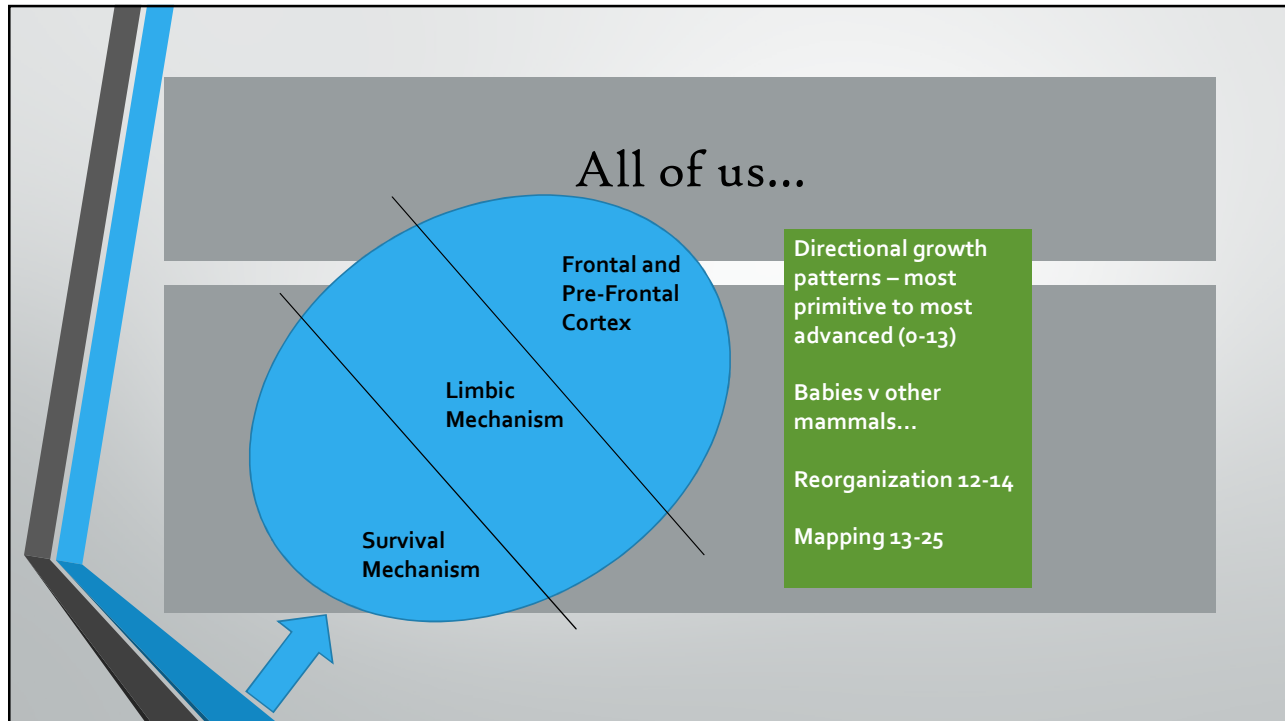 All of us…
Frontal and
Pre-Frontal
Cortex
Limbic
Mechanism
Survival
Mechanism
Directional growth
patterns – most
primitive to most
advanced (0-13)
Babies v other
mammals…
Reorganization 12-14
Mapping 13-25